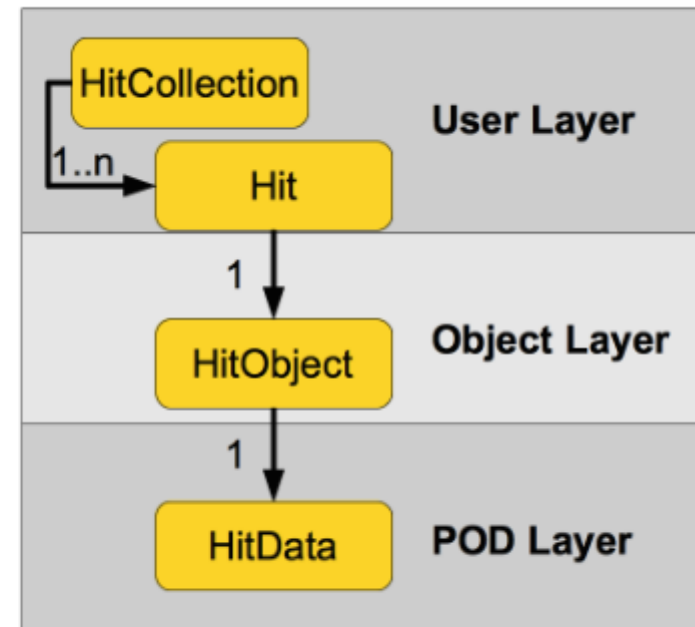 HitCollection
User Layer
1..n
Hit
1
Object Layer
HitObject
1
HitData
POD Layer